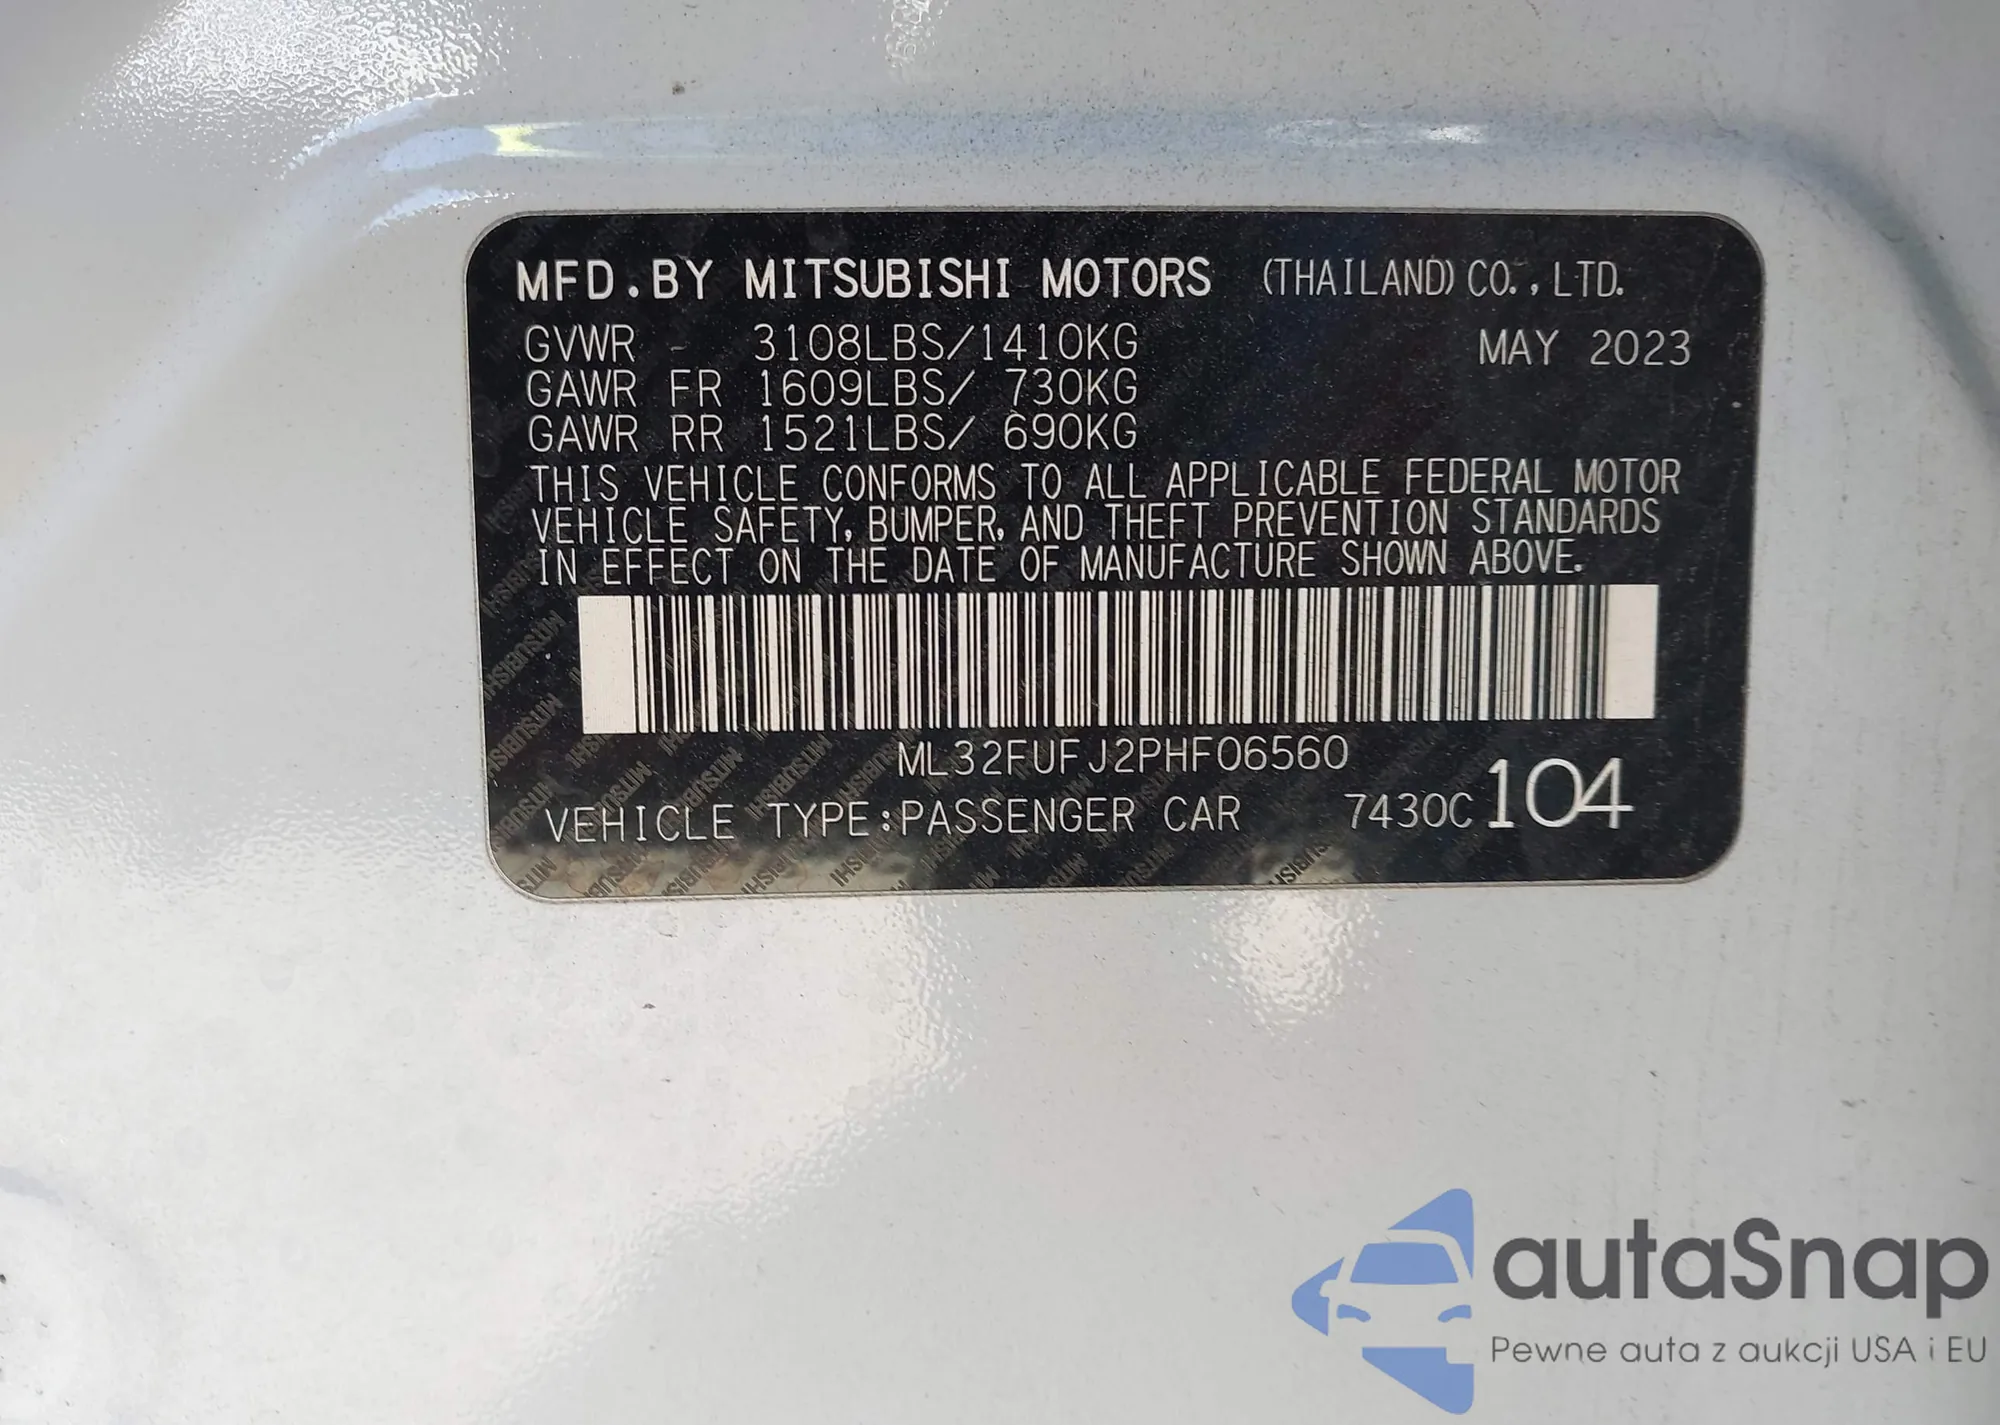 MFD.BY MITSUBISHI MOTORS (THAILAND) CO.,LTD.
GVWR - 3108LBS/1410KG MAY 2023
GAWR FR 1609LBS/ 730KG
GAWR RR 1521LBS/ 690KG
THIS VEHICLE CONFORMS TO ALL APPLICABLE FEDERAL MOTOR
VEHICLE SAFETY, BUMPER, AND THEFT PREVENTION STANDARDS
IN EFFECT ON THE DATE OF MANUFACTURE SHOWN ABOVE.
ML32FUFJ2PHF06560
VEHICLE TYPE:PASSENGER CAR 7430C 104
autaSnap
Pewne auta z aukcji USA i EU